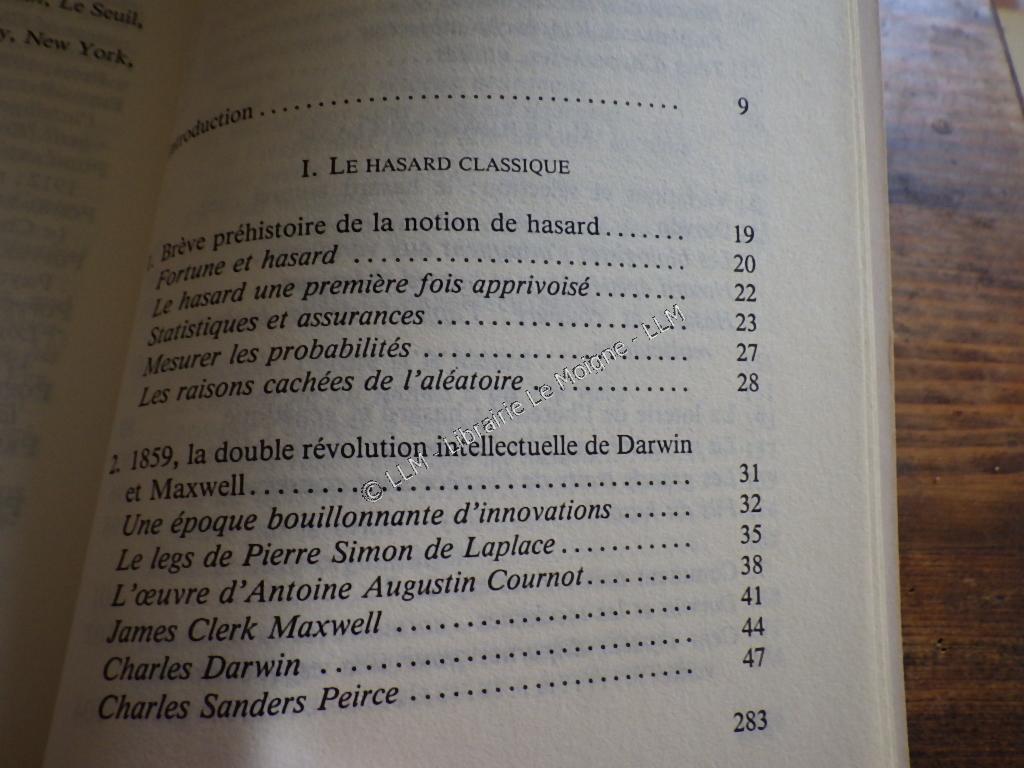 Le Seuil,
New York,
Introduction ........ 9
I. LE HASARD CLASSIQUE
1. Brève préhistoire de la notion de hasard....... 19
Fortune et hasard ........ 20
Le hasard une première fois apprivoisé........ 22
Statistiques et assurances ........ 23
Mesurer les probabilités ........ 27
Les raisons cachées de l'aléatoire ........ 28
2. 1859, la double révolution intellectuelle de Darwin
et Maxwell........ 31
Une époque bouillonnante d'innovations ...... 32
Le legs de Pierre Simon de Laplace........ 35
L'œuvre d'Antoine Augustin Cournot........ 38
James Clerk Maxwell ........ 41
Charles Darwin ........ 44
Charles Sanders Peirce ........ 47
283
© LLM - Librairie Le Moigne - LLM